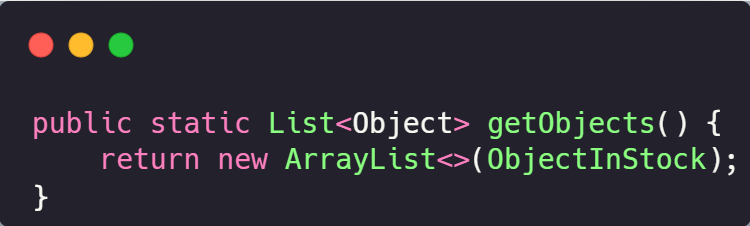 public static List<Object> getObjects() {
    return new ArrayList<>(ObjectInStock);
}